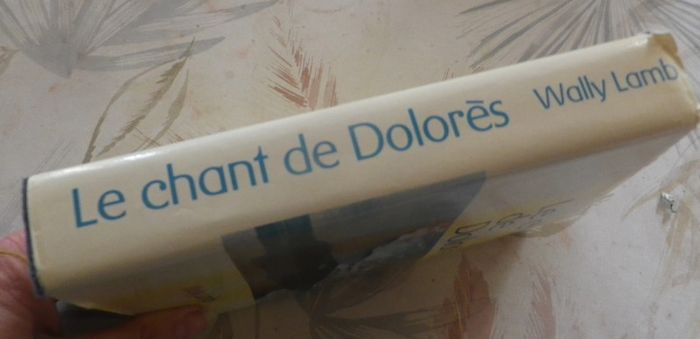 Le chant de Dolorès Wally Lamb